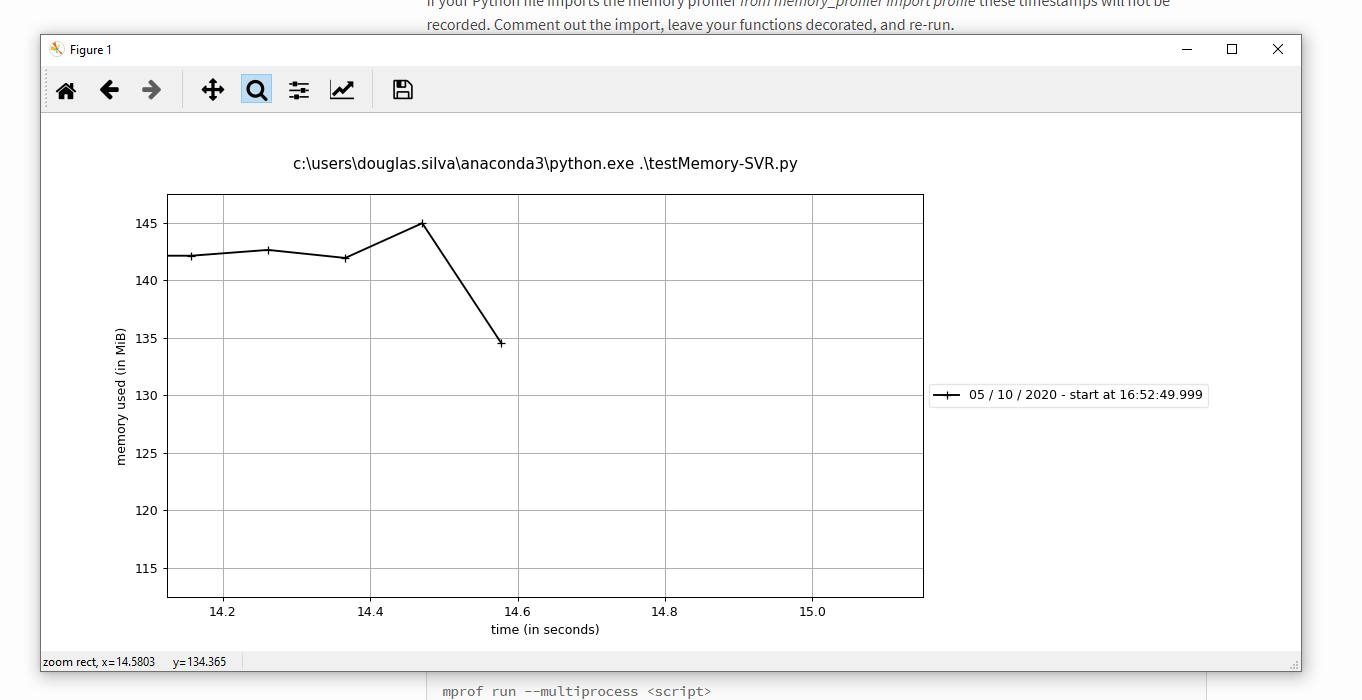 If your Python file imports the memory profiler from memory_profiler import profile these timestamps will not be
recorded. Comment out the import, leave your functions decorated, and re-run.
Figure 1
c:\users\douglas.silva\anaconda3\python.exe .\testMemory-SVR.py
145
140
135
130
125
120
115
memory used (in MiB)
05 / 10 / 2020 - start at 16:52:49.999
14.2 14.4 14.6 14.8 15.0
time (in seconds)
zoom rect, x=14.5803 y=134.365
mprof run --multiprocess <script>